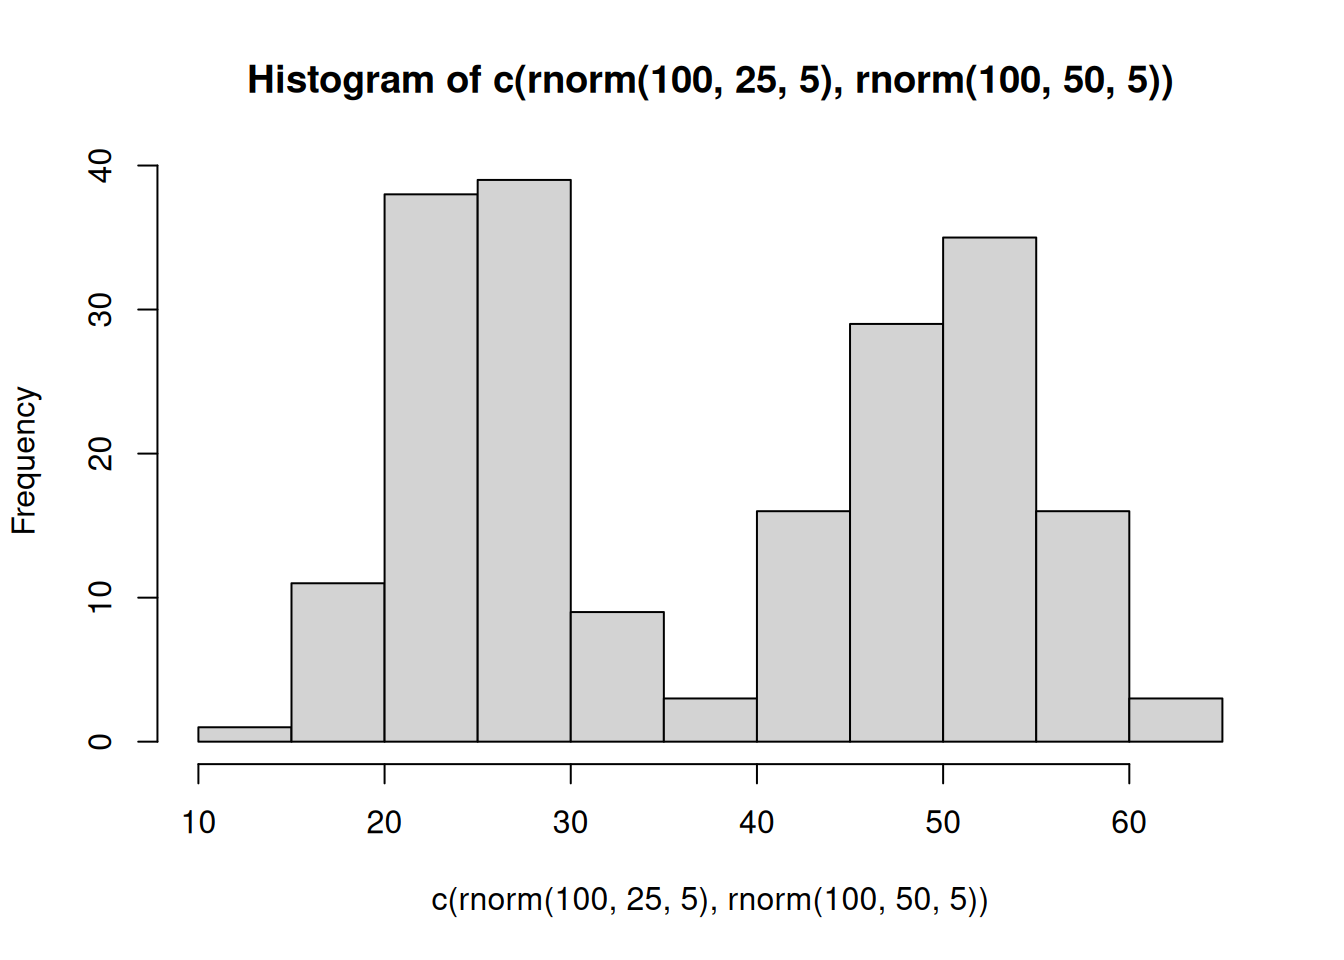 Histogram of c(rnorm(100, 25, 5), rnorm(100, 50, 5))
Frequency
40
30
20
10
0
10 20 30 40 50 60
c(rnorm(100, 25, 5), rnorm(100, 50, 5))